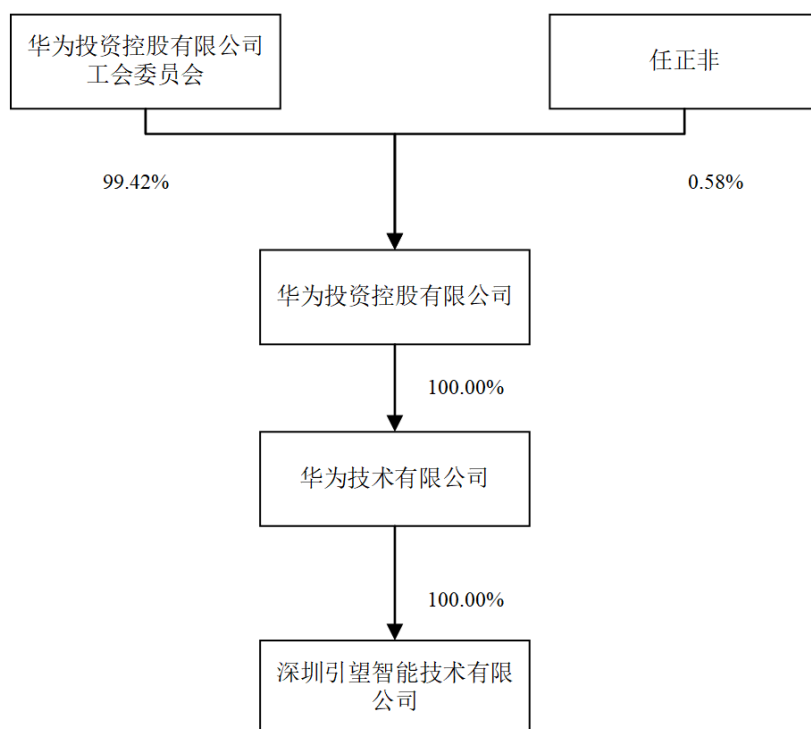 华为投资控股有限公司
工会委员会
任正非
99.42%
0.58%
华为投资控股有限公司
100.00%
华为技术有限公司
100.00%
深圳引望智能技术有限
公司